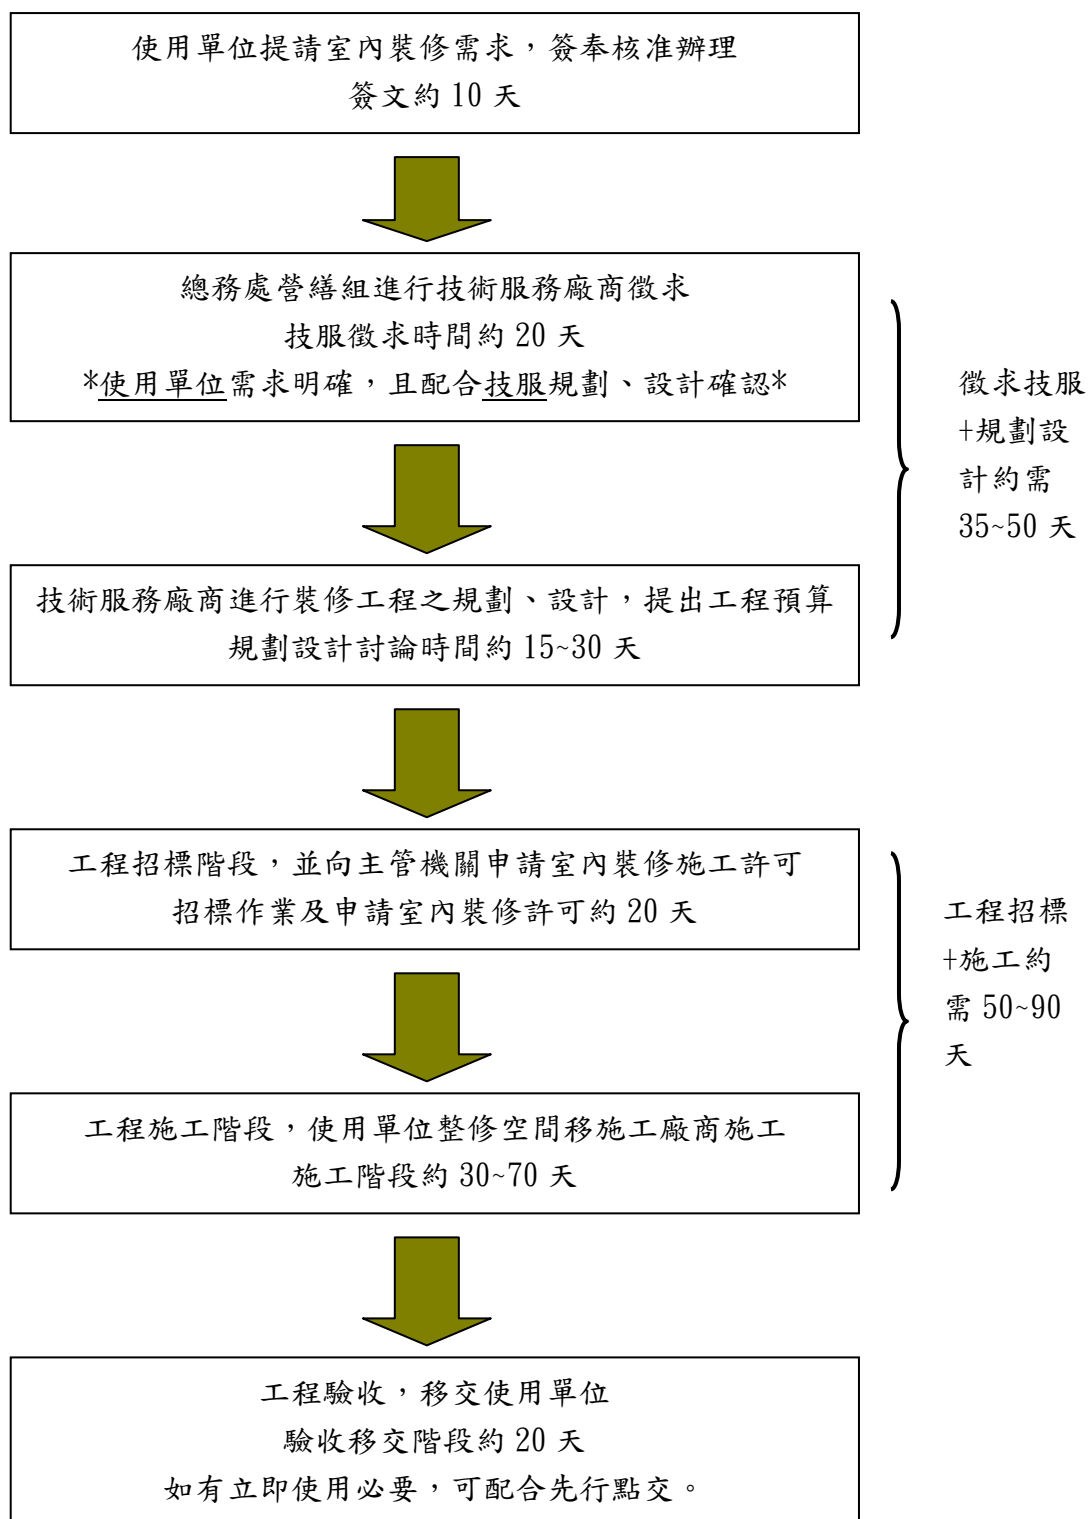 使用單位提請室內裝修需求，簽奉核准辦理
簽文約 10 天
總務處營繕組進行技術服務廠商徵求
技服徵求時間約 20 天
*使用單位需求明確，且配合技服規劃、設計確認*
徵求技服
+規劃設
計約需
35~50 天
技術服務廠商進行裝修工程之規劃、設計，提出工程預算
規劃設計討論時間約 15~30 天
工程招標階段，並向主管機關申請室內裝修施工許可
招標作業及申請室內裝修許可約 20 天
工程招標
+施工約
需 50~90
天
工程施工階段，使用單位整修空間移施工廠商施工
施工階段約 30~70 天
工程驗收，移交使用單位
驗收移交階段約 20 天
如有立即使用必要，可配合先行點交。